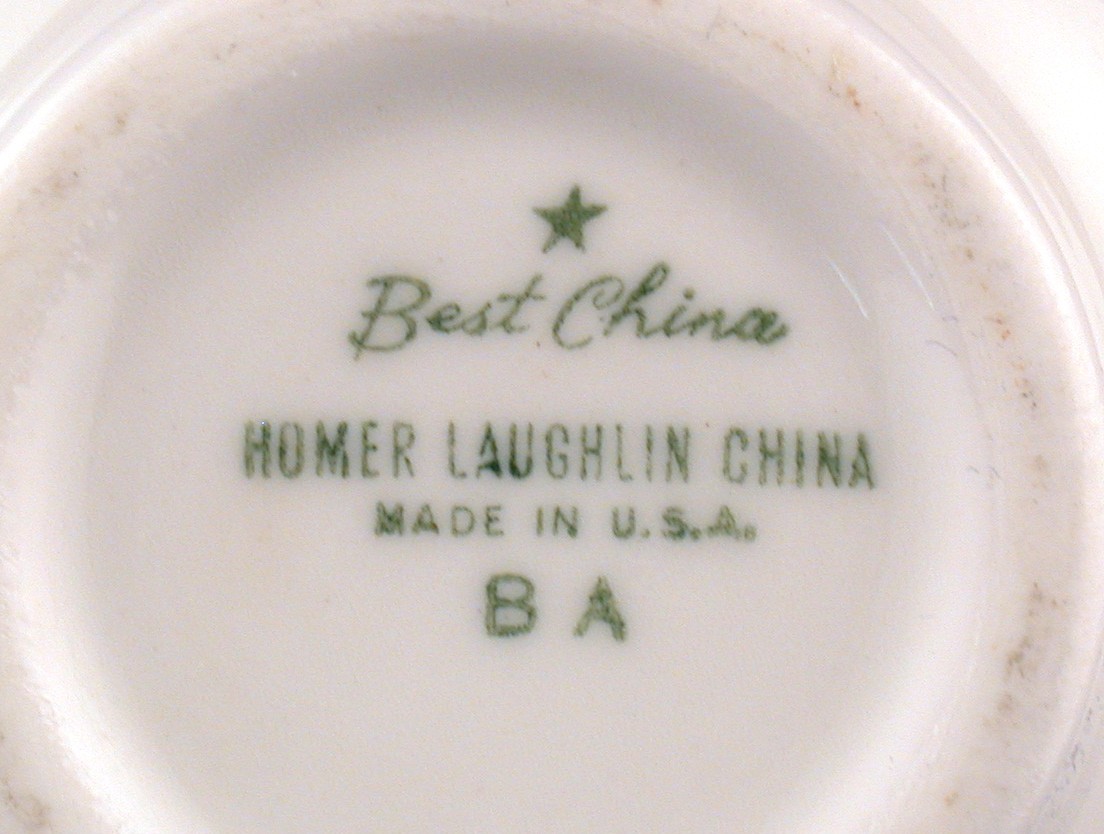 Best China
HOMER LAUGHLIN CHINA
MADE IN U.S.A.
B A